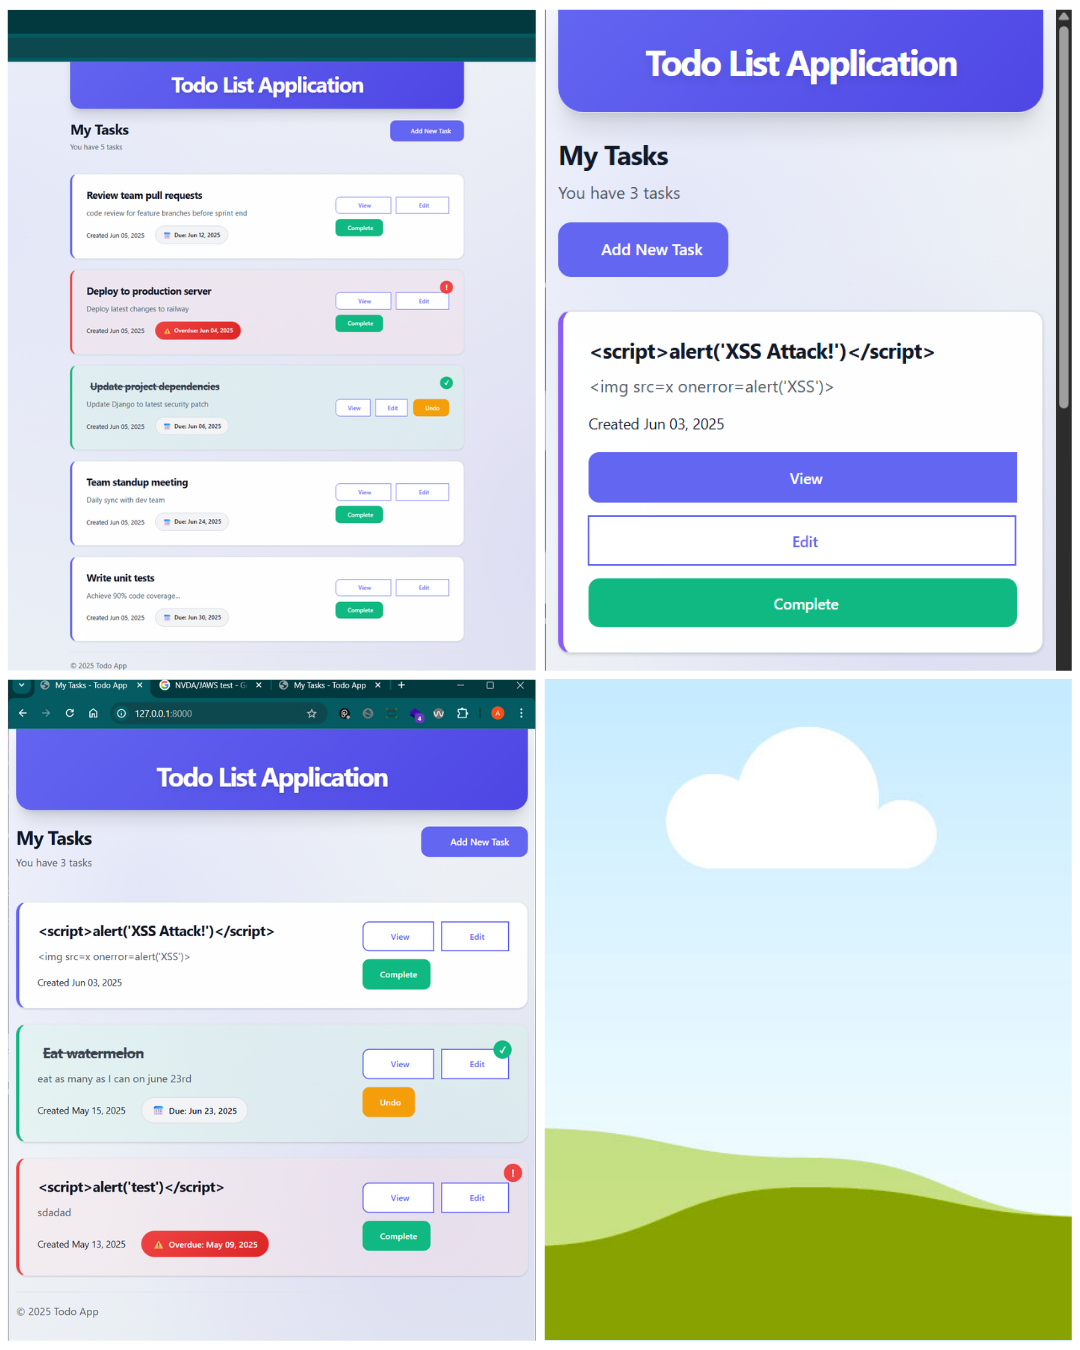 Todo List Application
My Tasks
Add New Task
You have 5 tasks
Review team pull requests
code review for feature branches before sprint end
View
Edit
Created Jun 05, 2025
Due: Jun 12, 2025
Complete
!
Deploy to production server
Deploy latest changes to railway
View
Edit
Created Jun 05, 2025
Overdue: Jun 04, 2025
Complete
Update project dependencies
Update Django to latest security patch
View
Edit
Undo
Created Jun 05, 2025
Due: Jun 06, 2025
Team standup meeting
Daily sync with dev team
View
Edit
Created Jun 05, 2025
Due: Jun 24, 2025
Complete
Write unit tests
Achieve 90% code coverage...
View
Edit
Created Jun 05, 2025
Due: Jun 30, 2025
Complete
© 2025 Todo App
Todo List Application
My Tasks
You have 3 tasks
Add New Task
<script>alert('XSS Attack!')</script>
<img src=x onerror=alert('XSS')>
Created Jun 03, 2025
View
Edit
Complete
My Tasks - Todo App
NVDA/JAWS test - G
My Tasks - Todo App
127.0.0.1:8000
4
A
Todo List Application
My Tasks
Add New Task
You have 3 tasks
<script>alert('XSS Attack!')</script>
<img src=x onerror=alert('XSS')>
Created Jun 03, 2025
View
Edit
Complete
Eat watermelon
eat as many as I can on june 23rd
Created May 15, 2025
Due: Jun 23, 2025
View
Edit
Undo
!
<script>alert('test')</script>
sdadad
Created May 13, 2025
Overdue: May 09, 2025
View
Edit
Complete
© 2025 Todo App